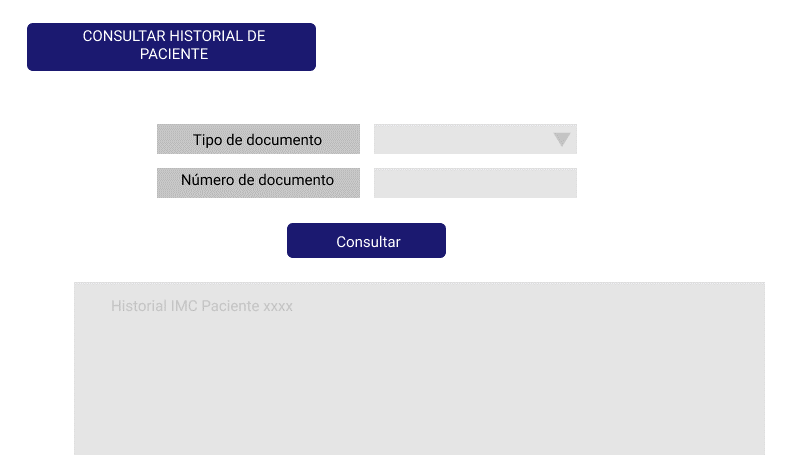 CONSULTAR HISTORIAL DE
PACIENTE
Tipo de documento
Número de documento
Consultar
Historial IMC Paciente xxxx